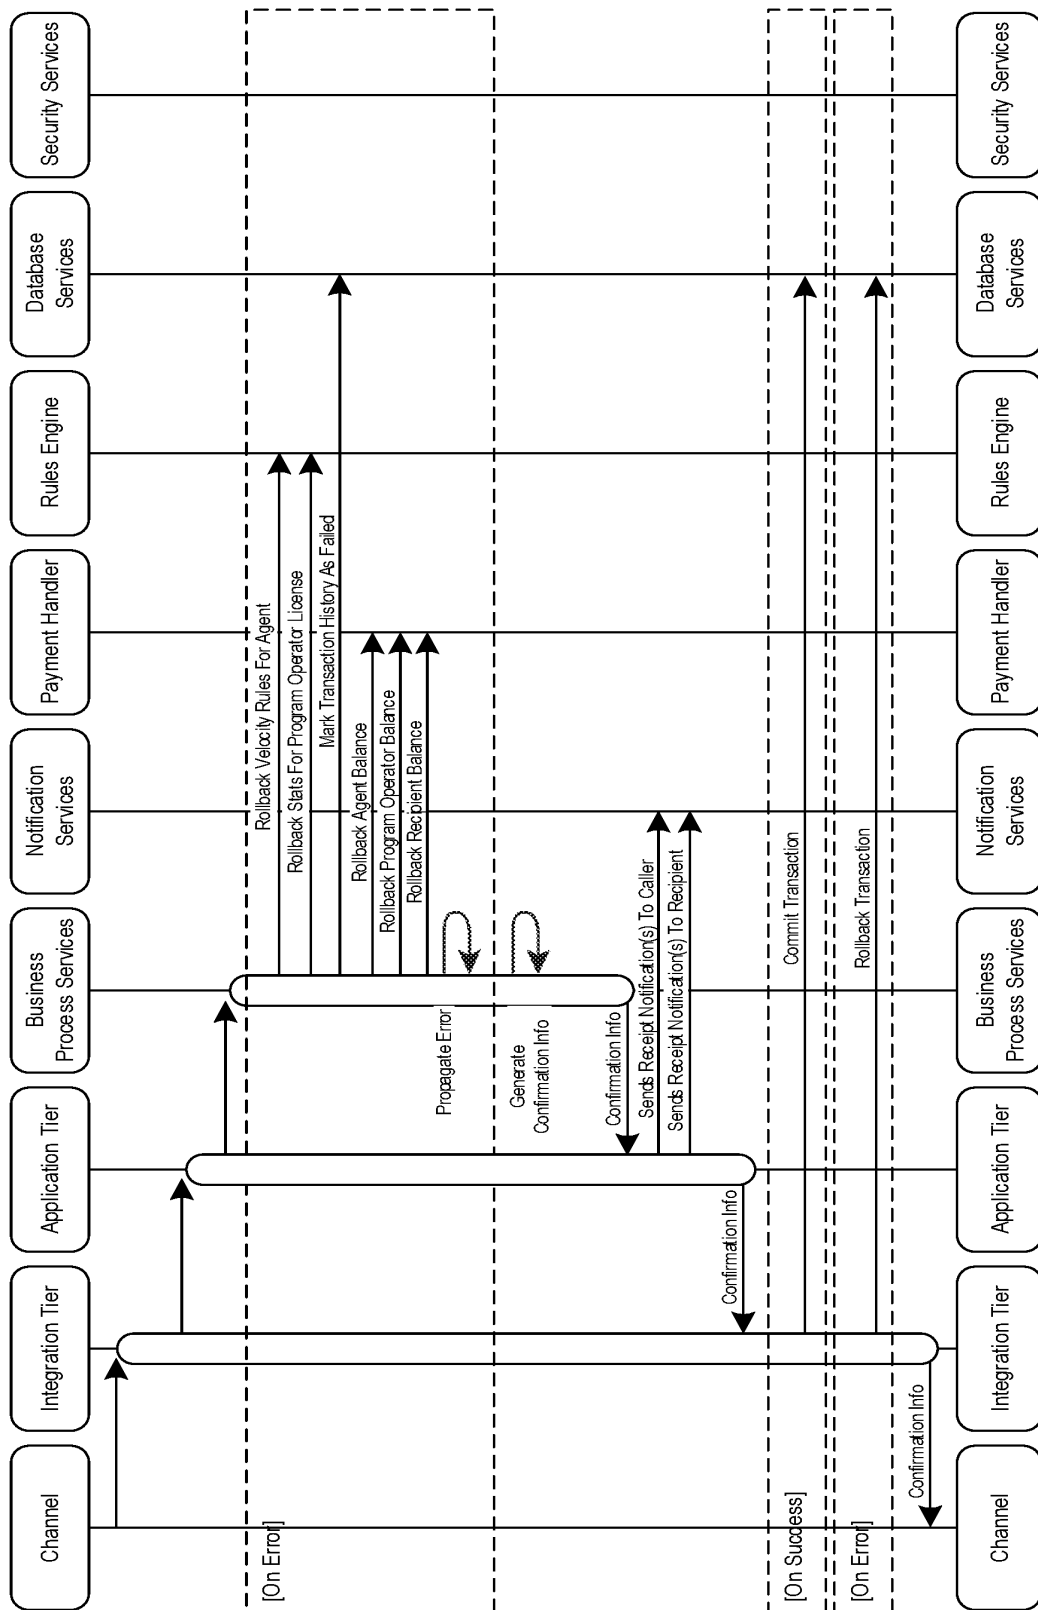 Channel
Integration Tier
Application Tier
Business
Process Services
Notification
Services
Payment Handler
Rules Engine
Database
Services
Security Services
[On Error]
Rollback Velocity Rules For Agent
Rollback Stats For Program Operator License
Mark Transaction History As Failed
Rollback Agent Balance
Rollback Program Operator Balance
Rollback Recipient Balance
Propagate Error
Generate
Confirmation Info
Confirmation Info
Sends Receipt Notification(s) To Caller
Sends Receipt Notification(s) To Recipient
Confirmation Info
[On Success]
Commit Transaction
[On Error]
Rollback Transaction
Confirmation Info
Channel
Integration Tier
Application Tier
Business
Process Services
Notification
Services
Payment Handler
Rules Engine
Database
Services
Security Services